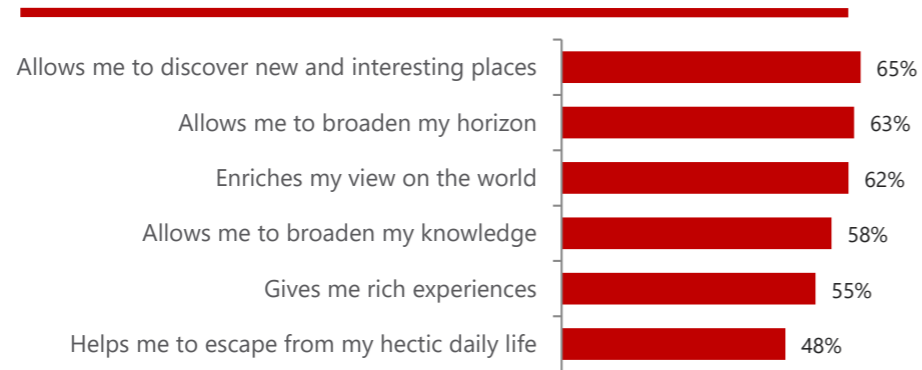 Allows me to discover new and interesting places 65%
Allows me to broaden my horizon 63%
Enriches my view on the world 62%
Allows me to broaden my knowledge 58%
Gives me rich experiences 55%
Helps me to escape from my hectic daily life 48%